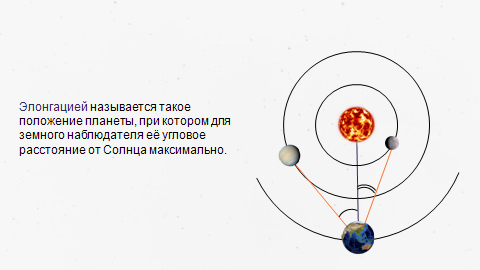 Элонгацией называется такое
положение планеты, при котором для
земного наблюдателя её угловое
расстояние от Солнца максимально.